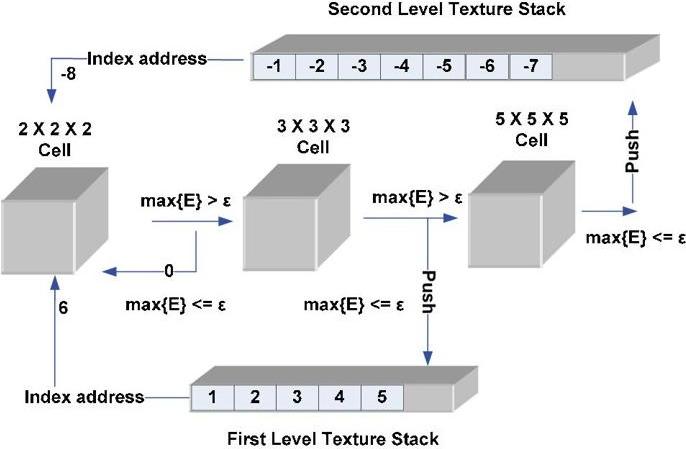 Second Level Texture Stack
Index address
-1 -2 -3 -4 -5 -6 -7
-8
2 X 2 X 2
Cell
3 X 3 X 3
Cell
5 X 5 X 5
Cell
Push
max{E} > ε
max{E} > ε
max{E} <= ε
0
max{E} <= ε
max{E} <= ε
Push
6
Index address
1 2 3 4 5
First Level Texture Stack